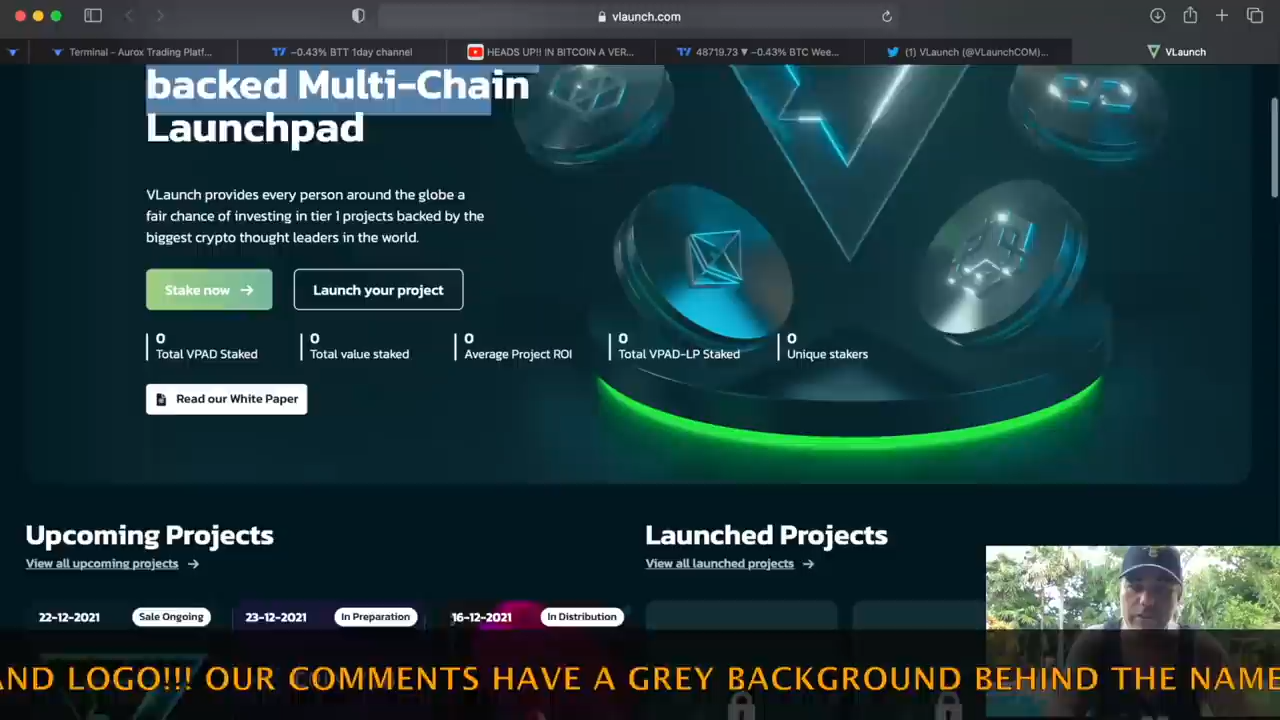 vlaunch.com
Terminal - Aurox Trading Platf...
−0.43% BTT 1day channel
HEADS UP!! IN BITCOIN A VER...
48719.73 ▼ −0.43% BTC Wee...
(1) VLaunch (@VLaunchCOM)...
VLaunch
backed Multi-Chain
Launchpad
VLaunch provides every person around the globe a
fair chance of investing in tier 1 projects backed by the
biggest crypto thought leaders in the world.
Stake now →
Launch your project
0
Total VPAD Staked
0
Total value staked
0
Average Project ROI
0
Total VPAD-LP Staked
0
Unique stakers
Read our White Paper
Upcoming Projects
View all upcoming projects →
Launched Projects
View all launched projects →
22-12-2021 Sale Ongoing
23-12-2021 In Preparation
16-12-2021 In Distribution
AND LOGO!!! OUR COMMENTS HAVE A GREY BACKGROUND BEHIND THE NAME